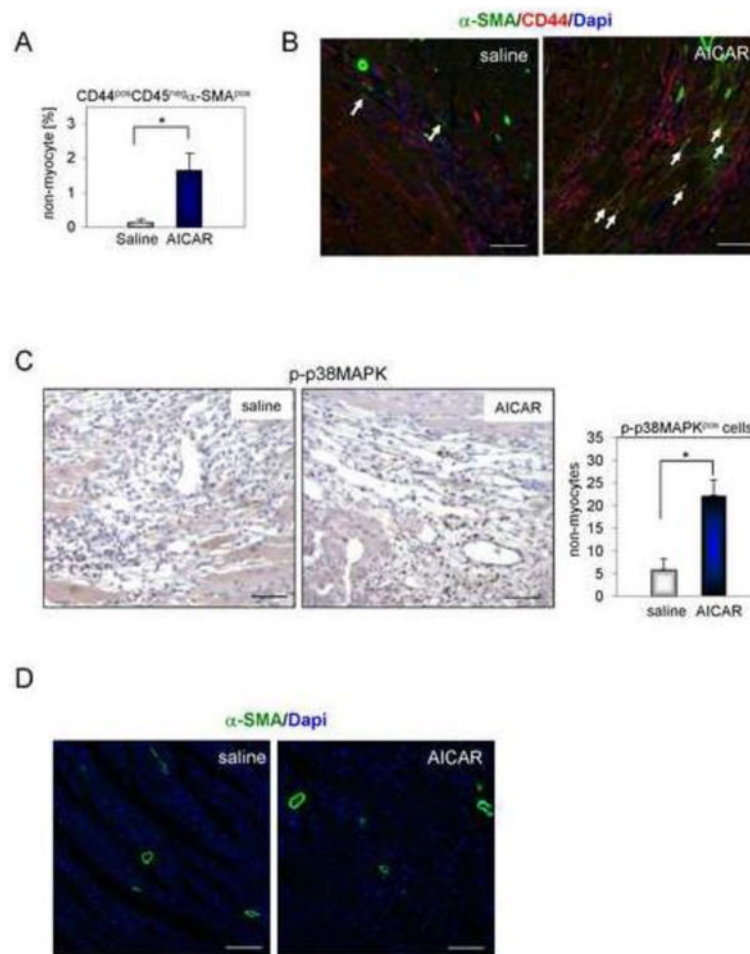 A
CD44posCD45negα-SMApos
non-myocyte [%]
3
2
1
0
*
Saline AICAR
B
α-SMA/CD44/Dapi
saline
AICAR
C
p-p38MAPK
saline
AICAR
p-p38MAPKpos cells
non-myocytes
35
30
25
20
15
10
5
0
*
saline AICAR
D
α-SMA/Dapi
saline
AICAR